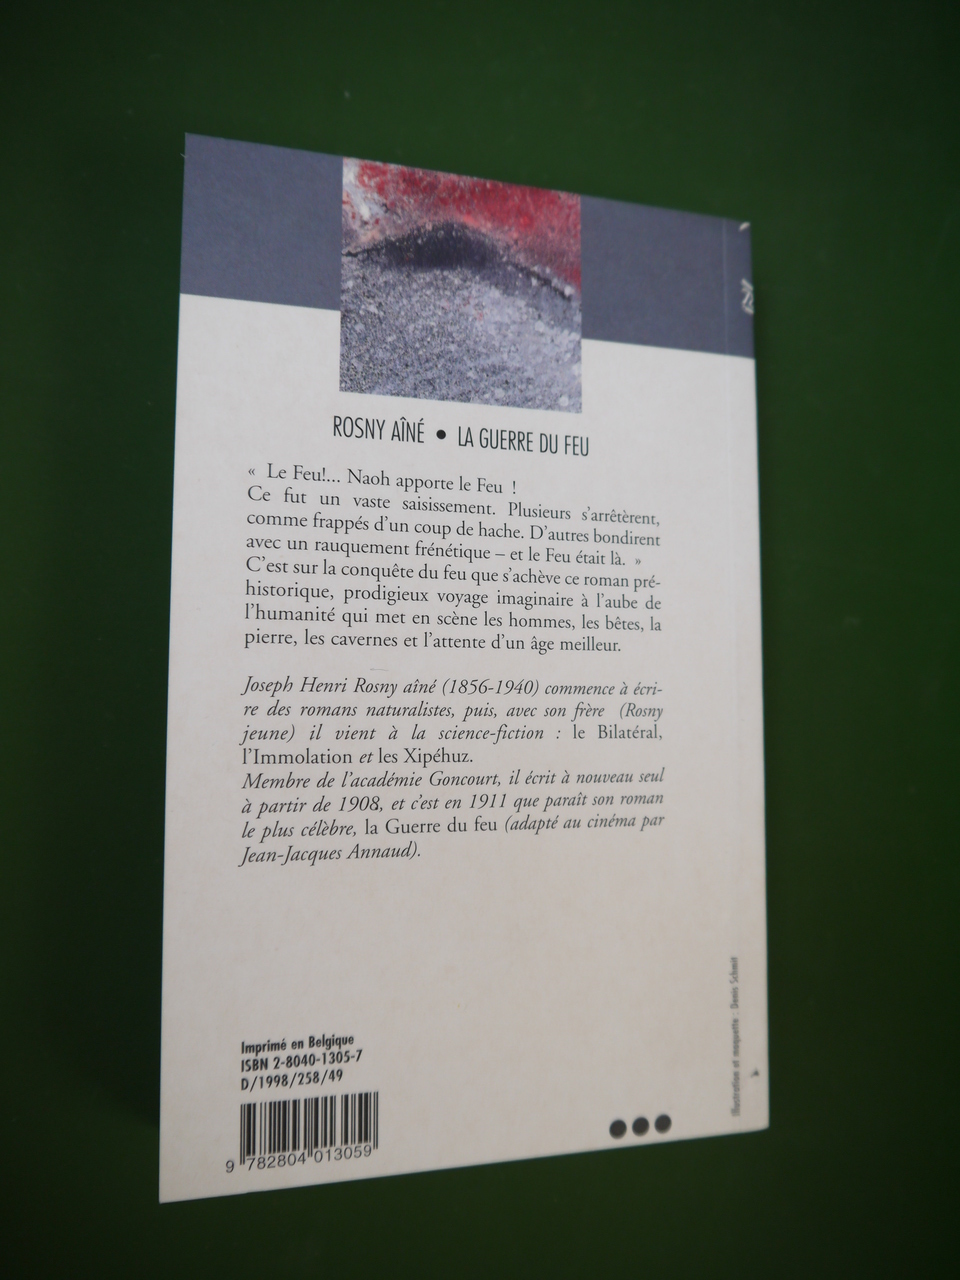 ROSNY AÎNÉ • LA GUERRE DU FEU
« Le Feu!... Naoh apporte le Feu !
Ce fut un vaste saisissement. Plusieurs s'arrêtèrent,
comme frappés d'un coup de hache. D'autres bondirent
avec un rauquement frénétique – et le Feu était là. »
C'est sur la conquête du feu que s'achève ce roman pré-
historique, prodigieux voyage imaginaire à l'aube de
l'humanité qui met en scène les hommes, les bêtes, la
pierre, les cavernes et l'attente d'un âge meilleur.
Joseph Henri Rosny aîné (1856-1940) commence à écri-
re des romans naturalistes, puis, avec son frère (Rosny
jeune) il vient à la science-fiction : le Bilatéral,
l'Immolation et les Xipéhuz.
Membre de l'académie Goncourt, il écrit à nouveau seul
à partir de 1908, et c'est en 1911 que paraît son roman
le plus célèbre, la Guerre du feu (adapté au cinéma par
Jean-Jacques Annaud).
Imprimé en Belgique
ISBN 2-8040-1305-7
D/1998/258/49
9 782804 013059
Illustration et maquette : Denis Schmit